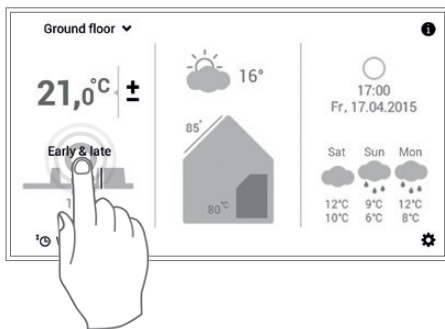 Ground floor
21,0°C ±
Early & late
16°
85°
80°C
17:00
Fr, 17.04.2015
Sat Sun Mon
12°C 9°C 12°C
10°C 6°C 8°C